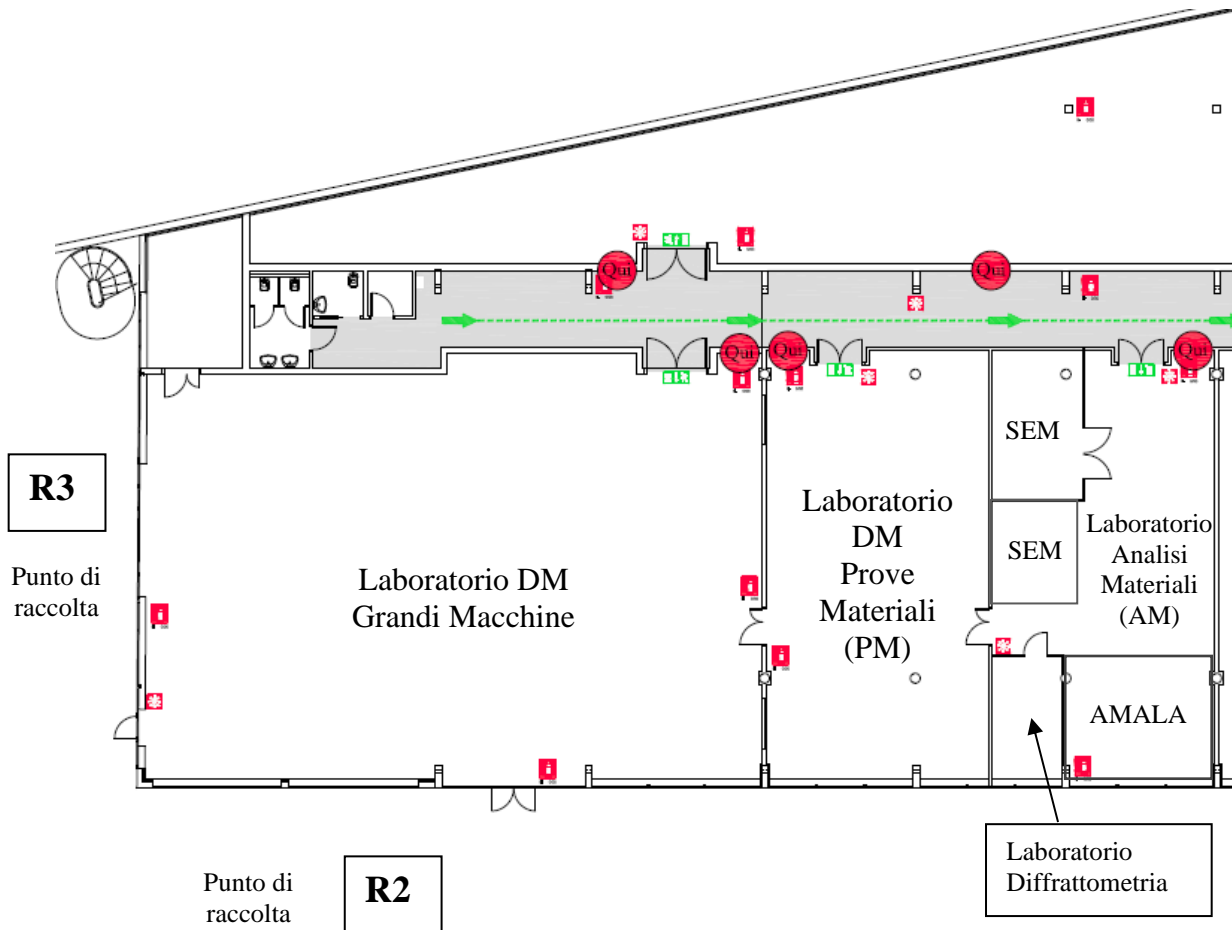 Qui
Qui
Qui
Qui
Qui
SEM
R3
Laboratorio
DM
Prove
Materiali
(PM)
SEM
Laboratorio
Analisi
Materiali
(AM)
Punto di
raccolta
Laboratorio DM
Grandi Macchine
AMALA
Laboratorio
Diffrattometria
Punto di
raccolta
R2